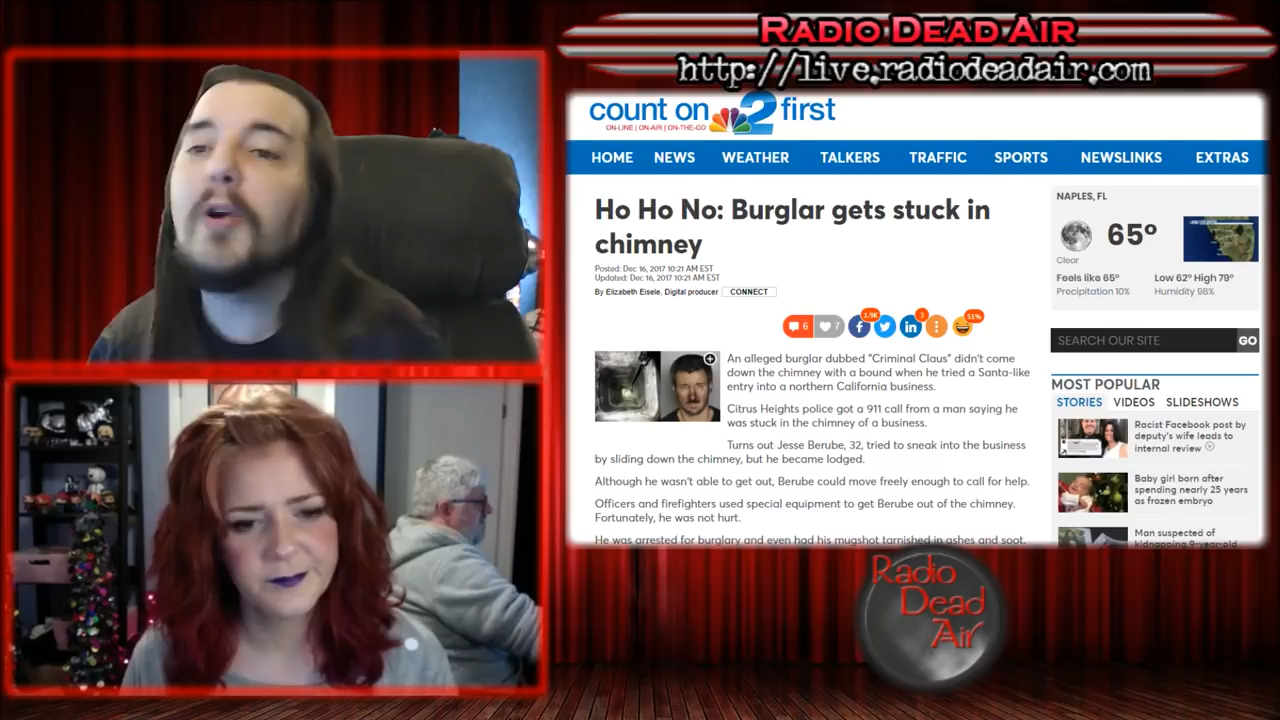 Radio Dead Air
http://live.radiodeadair.com
count on 2 first
ON-LINE | ON-AIR | ON-THE-GO
HOME NEWS WEATHER TALKERS TRAFFIC SPORTS NEWSLINKS EXTRAS
Ho Ho No: Burglar gets stuck in
chimney
Posted: Dec 16, 2017 10:21 AM EST
Updated: Dec 16, 2017 10:21 AM EST
By Elizabeth Eisele, Digital producer CONNECT
6 7 1.9K 3 51%
An alleged burglar dubbed "Criminal Claus" didn't come
down the chimney with a bound when he tried a Santa-like
entry into a northern California business.
Citrus Heights police got a 911 call from a man saying he
was stuck in the chimney of a business.
Turns out Jesse Berube, 32, tried to sneak into the business
by sliding down the chimney, but he became lodged.
Although he wasn't able to get out, Berube could move freely enough to call for help.
Officers and firefighters used special equipment to get Berube out of the chimney.
Fortunately, he was not hurt.
He was arrested for burglary and even had his mugshot tarnished in ashes and soot.
NAPLES, FL
65°
Clear
Feels like 65° Low 62° High 79°
Precipitation 10% Humidity 98%
SEARCH OUR SITE GO
MOST POPULAR
STORIES VIDEOS SLIDESHOWS
Racist Facebook post by
deputy's wife leads to
internal review
Baby girl born after
spending nearly 25 years
as frozen embryo
Man suspected of
kidnapping 9-year-old
Radio
Dead
Air